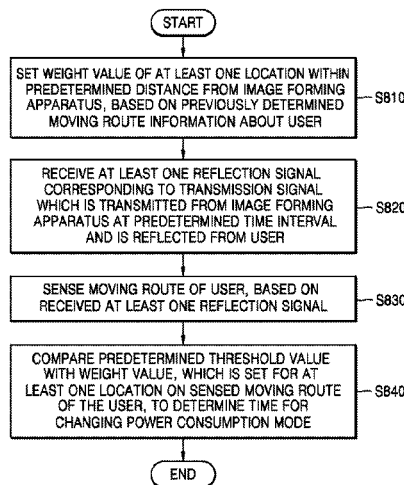 START
SET WEIGHT VALUE OF AT LEAST ONE LOCATION WITHIN
PREDETERMINED DISTANCE FROM IMAGE FORMING
APPARATUS, BASED ON PREVIOUSLY DETERMINED
MOVING ROUTE INFORMATION ABOUT USER
S810
RECEIVE AT LEAST ONE REFLECTION SIGNAL
CORRESPONDING TO TRANSMISSION SIGNAL
WHICH IS TRANSMITTED FROM IMAGE FORMING
APPARATUS AT PREDETERMINED TIME INTERVAL
AND IS REFLECTED FROM USER
S820
SENSE MOVING ROUTE OF USER, BASED ON
RECEIVED AT LEAST ONE REFLECTION SIGNAL
S830
COMPARE PREDETERMINED THRESHOLD VALUE
WITH WEIGHT VALUE, WHICH IS SET FOR AT
LEAST ONE LOCATION ON SENSED MOVING ROUTE
OF THE USER, TO DETERMINE TIME FOR
CHANGING POWER CONSUMPTION MODE
S840
END